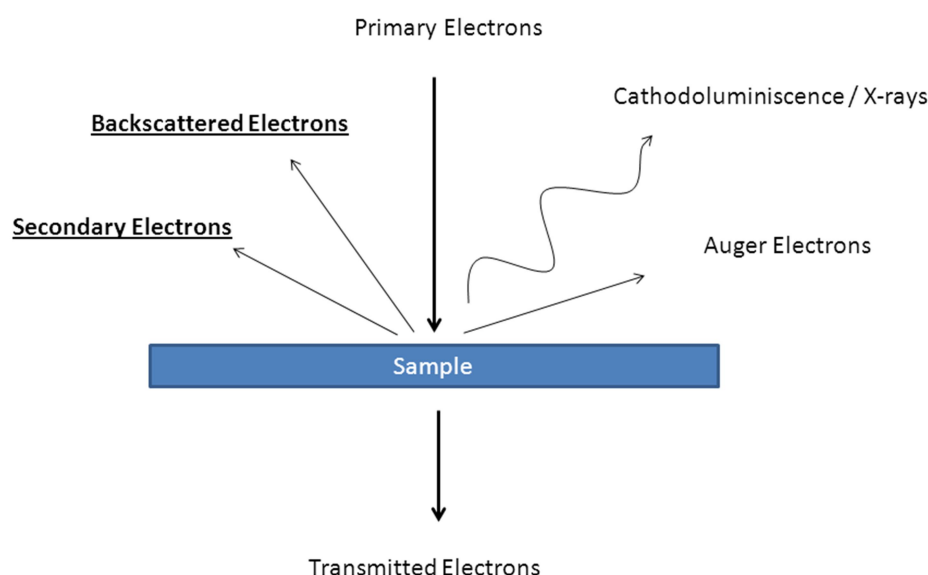 Primary Electrons
Cathodoluminiscence / X-rays
Backscattered Electrons
Secondary Electrons
Auger Electrons
Sample
Transmitted Electrons